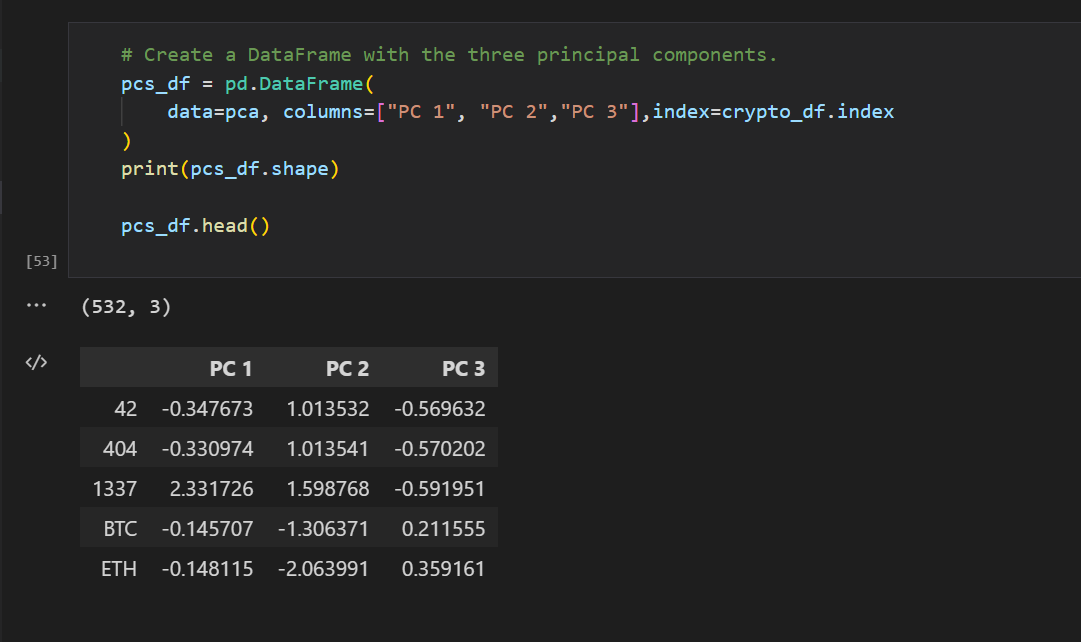 # Create a DataFrame with the three principal components.
pcs_df = pd.DataFrame(
    data=pca, columns=["PC 1", "PC 2","PC 3"],index=crypto_df.index
)
print(pcs_df.shape)
pcs_df.head()
[53]
... (532, 3)
</>
PC 1 PC 2 PC 3
42 -0.347673 1.013532 -0.569632
404 -0.330974 1.013541 -0.570202
1337 2.331726 1.598768 -0.591951
BTC -0.145707 -1.306371 0.211555
ETH -0.148115 -2.063991 0.359161